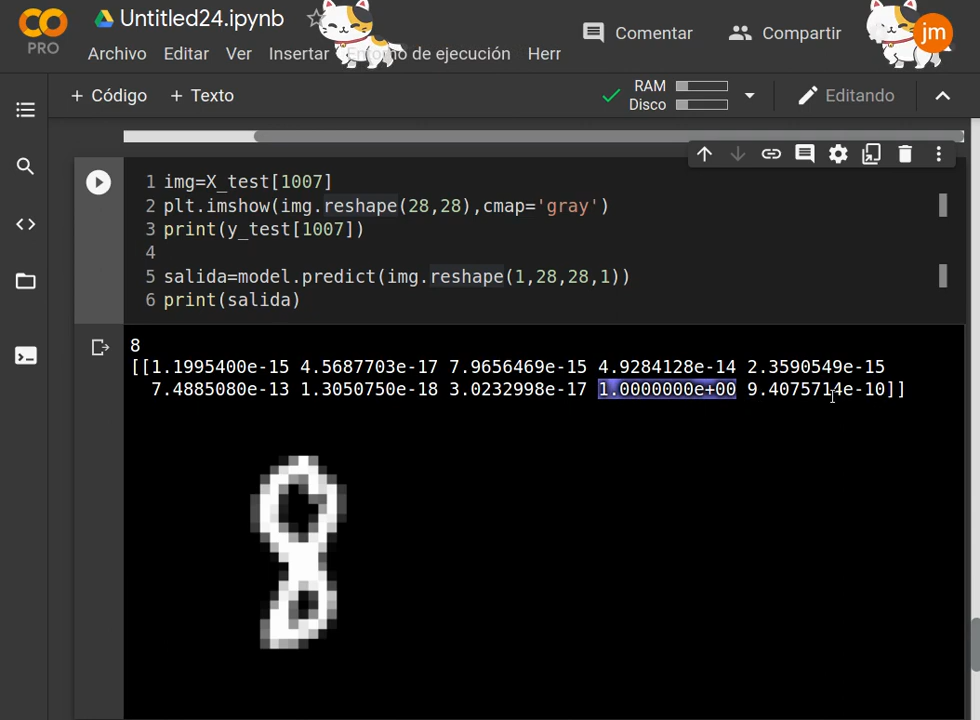 CO
PRO
Untitled24.ipynb
Comentar
Compartir
jm
Archivo Editar Ver Insertar Entorno de ejecución Herr
+ Código + Texto
RAM
Disco
Editando
1 img=X_test[1007]
2 plt.imshow(img.reshape(28,28),cmap='gray')
3 print(y_test[1007])
4
5 salida=model.predict(img.reshape(1,28,28,1))
6 print(salida)
8
[[1.1995400e-15 4.5687703e-17 7.9656469e-15 4.9284128e-14 2.3590549e-15
7.4885080e-13 1.3050750e-18 3.0232998e-17 1.0000000e+00 9.4075714e-10]]
8